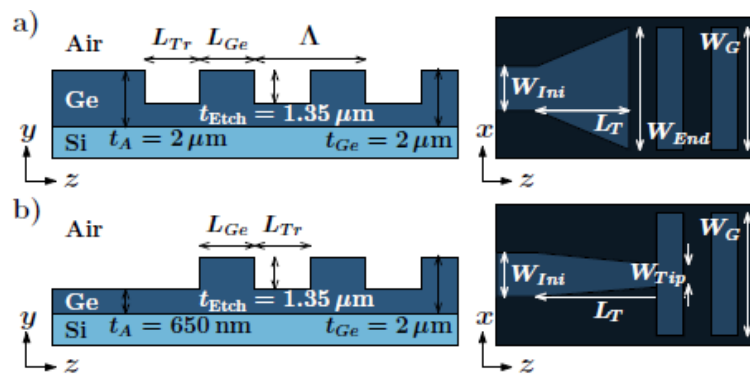 a)
Air
L_Tr L_Ge Λ
Ge
t_Etch = 1.35 μm
Si
t_A = 2 μm t_Ge = 2 μm
y
z
W_Ini
L_T
W_End
W_G
x
z
b)
Air
L_Ge L_Tr
Ge
t_Etch = 1.35 μm
Si
t_A = 650 nm t_Ge = 2 μm
y
z
W_Ini
W_Tip
L_T
W_G
x
z